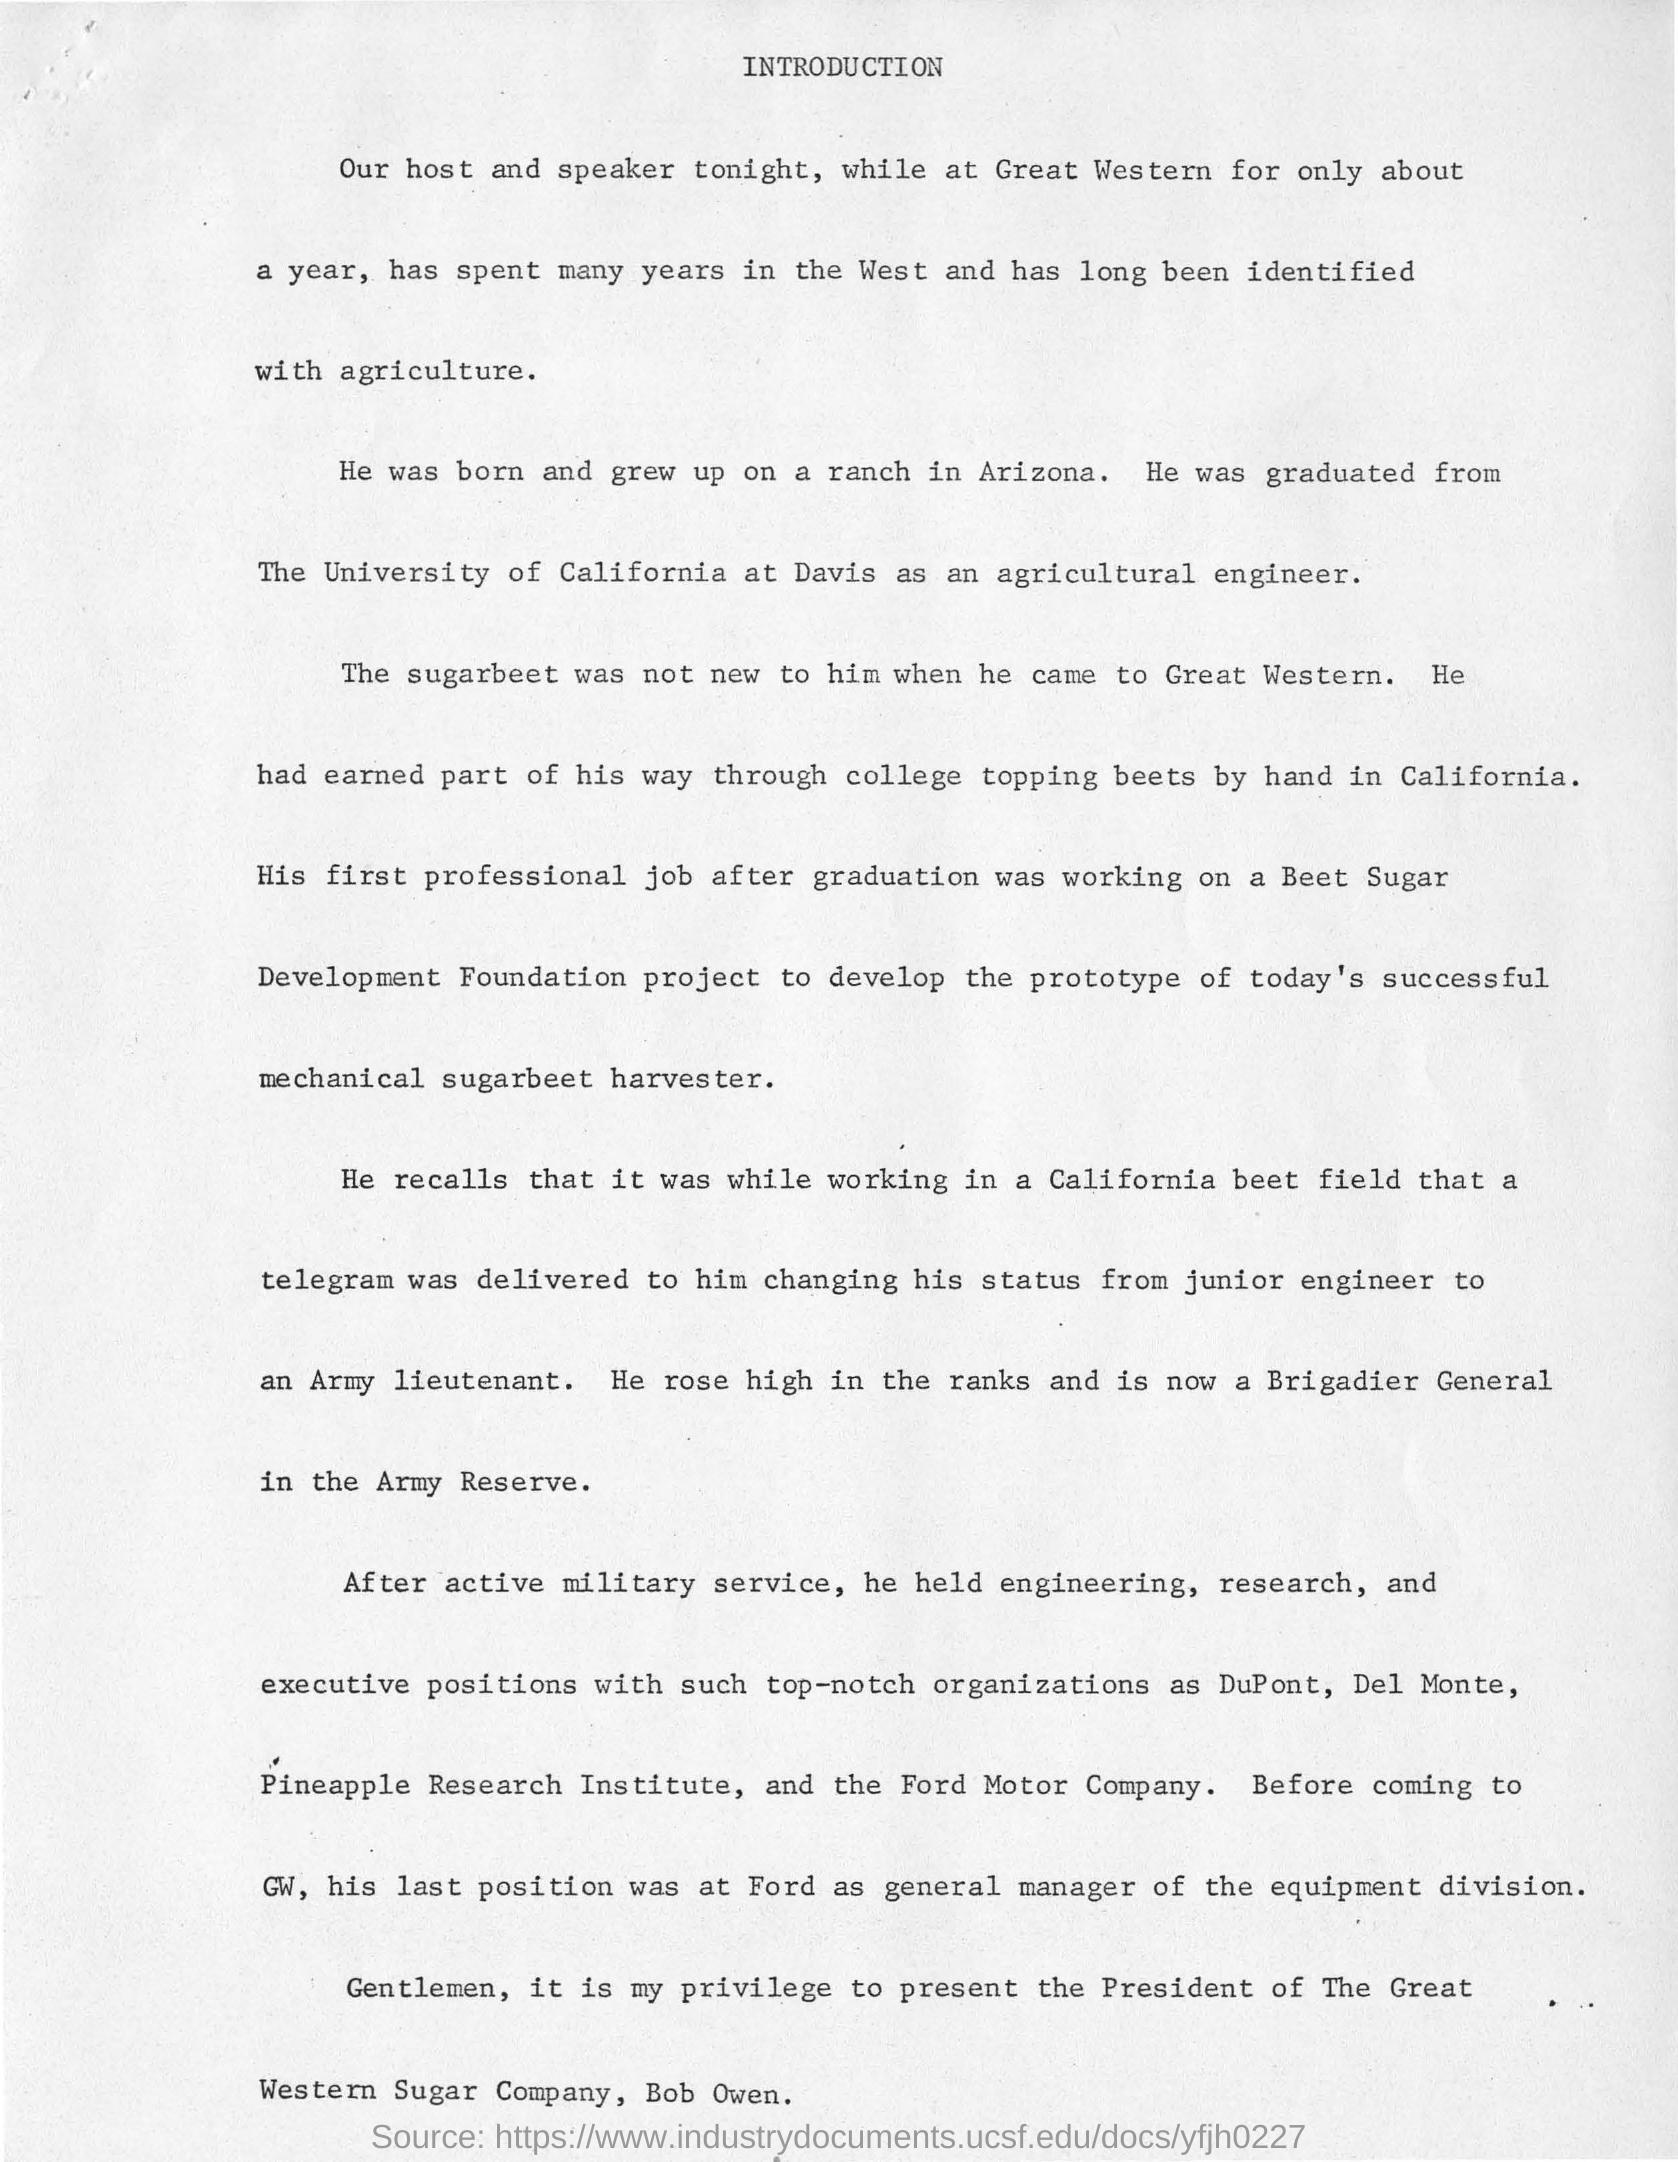 INTRODUCTION
Our host and speaker tonight, while at Great Western for only about
a year, has spent many years in the West and has long been identified
with agriculture.
He was born and grew up on a ranch in Arizona. He was graduated from
The University of California at Davis as an agricultural engineer.
The sugarbeet was not new to him when he came to Great Western. He
had earned part of his way through college topping beets by hand in California.
His first professional job after graduation was working on a Beet Sugar
Development Foundation project to develop the prototype of today's successful
mechanical sugarbeet harvester.
He recalls that it was while working in a California beet field that a
telegram was delivered to him changing his status from junior engineer to
an Army lieutenant. He rose high in the ranks and is now a Brigadier General
in the Army Reserve.
After active military service, he held engineering, research, and
executive positions with such top-notch organizations as DuPont, Del Monte,
Pineapple Research Institute, and the Ford Motor Company. Before coming to
GW, his last position was at Ford as general manager of the equipment division.
Gentlemen, it is my privilege to present the President of The Great
Western Sugar Company, Bob Owen.
Source: https://www.industrydocuments.ucsf.edu/docs/yfjh0227